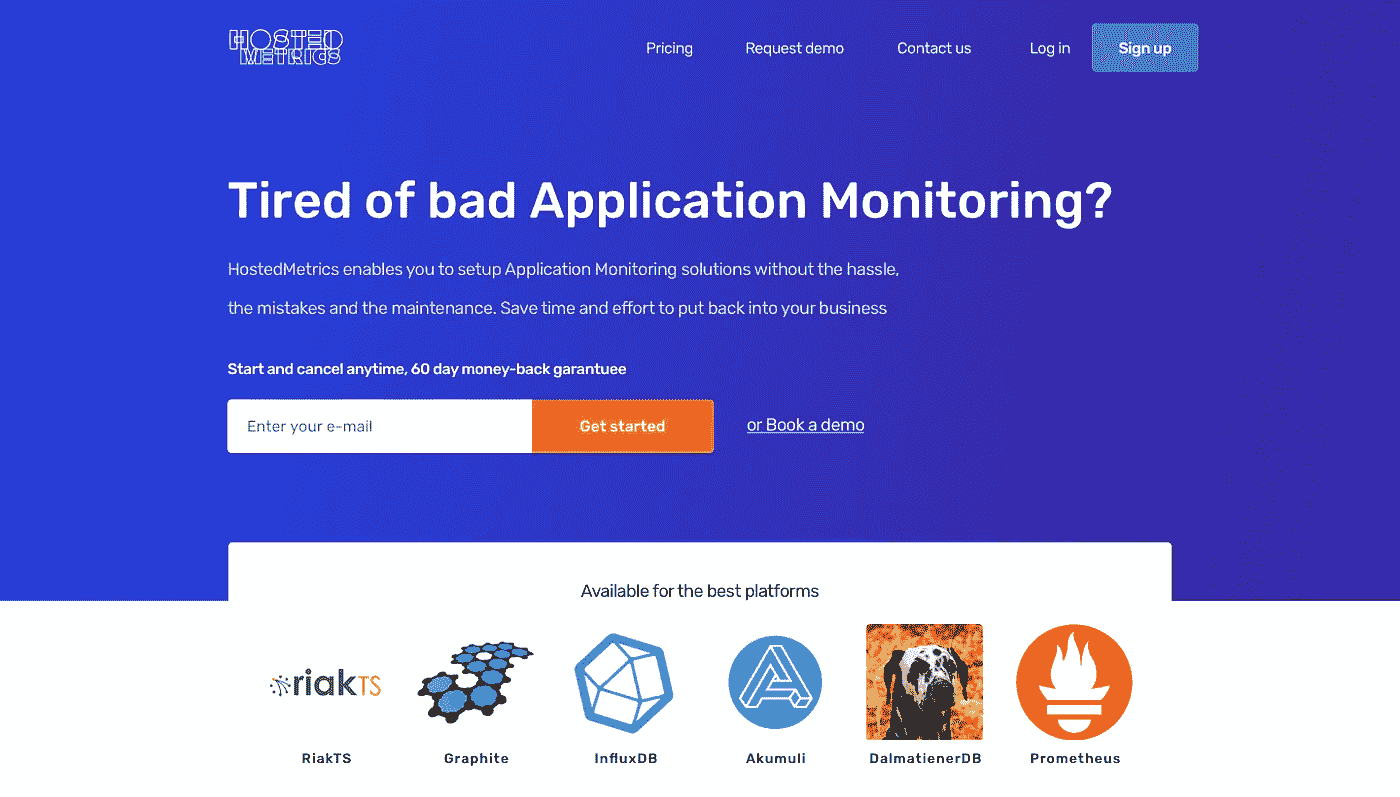 HOSTED
METRICS
Pricing
Request demo
Contact us
Log in
Sign up
Tired of bad Application Monitoring?
HostedMetrics enables you to setup Application Monitoring solutions without the hassle,
the mistakes and the maintenance. Save time and effort to put back into your business
Start and cancel anytime, 60 day money-back garantuee
Enter your e-mail
Get started
or Book a demo
Available for the best platforms
riakTS
RiakTS
Graphite
InfluxDB
Akumuli
DalmatienerDB
Prometheus